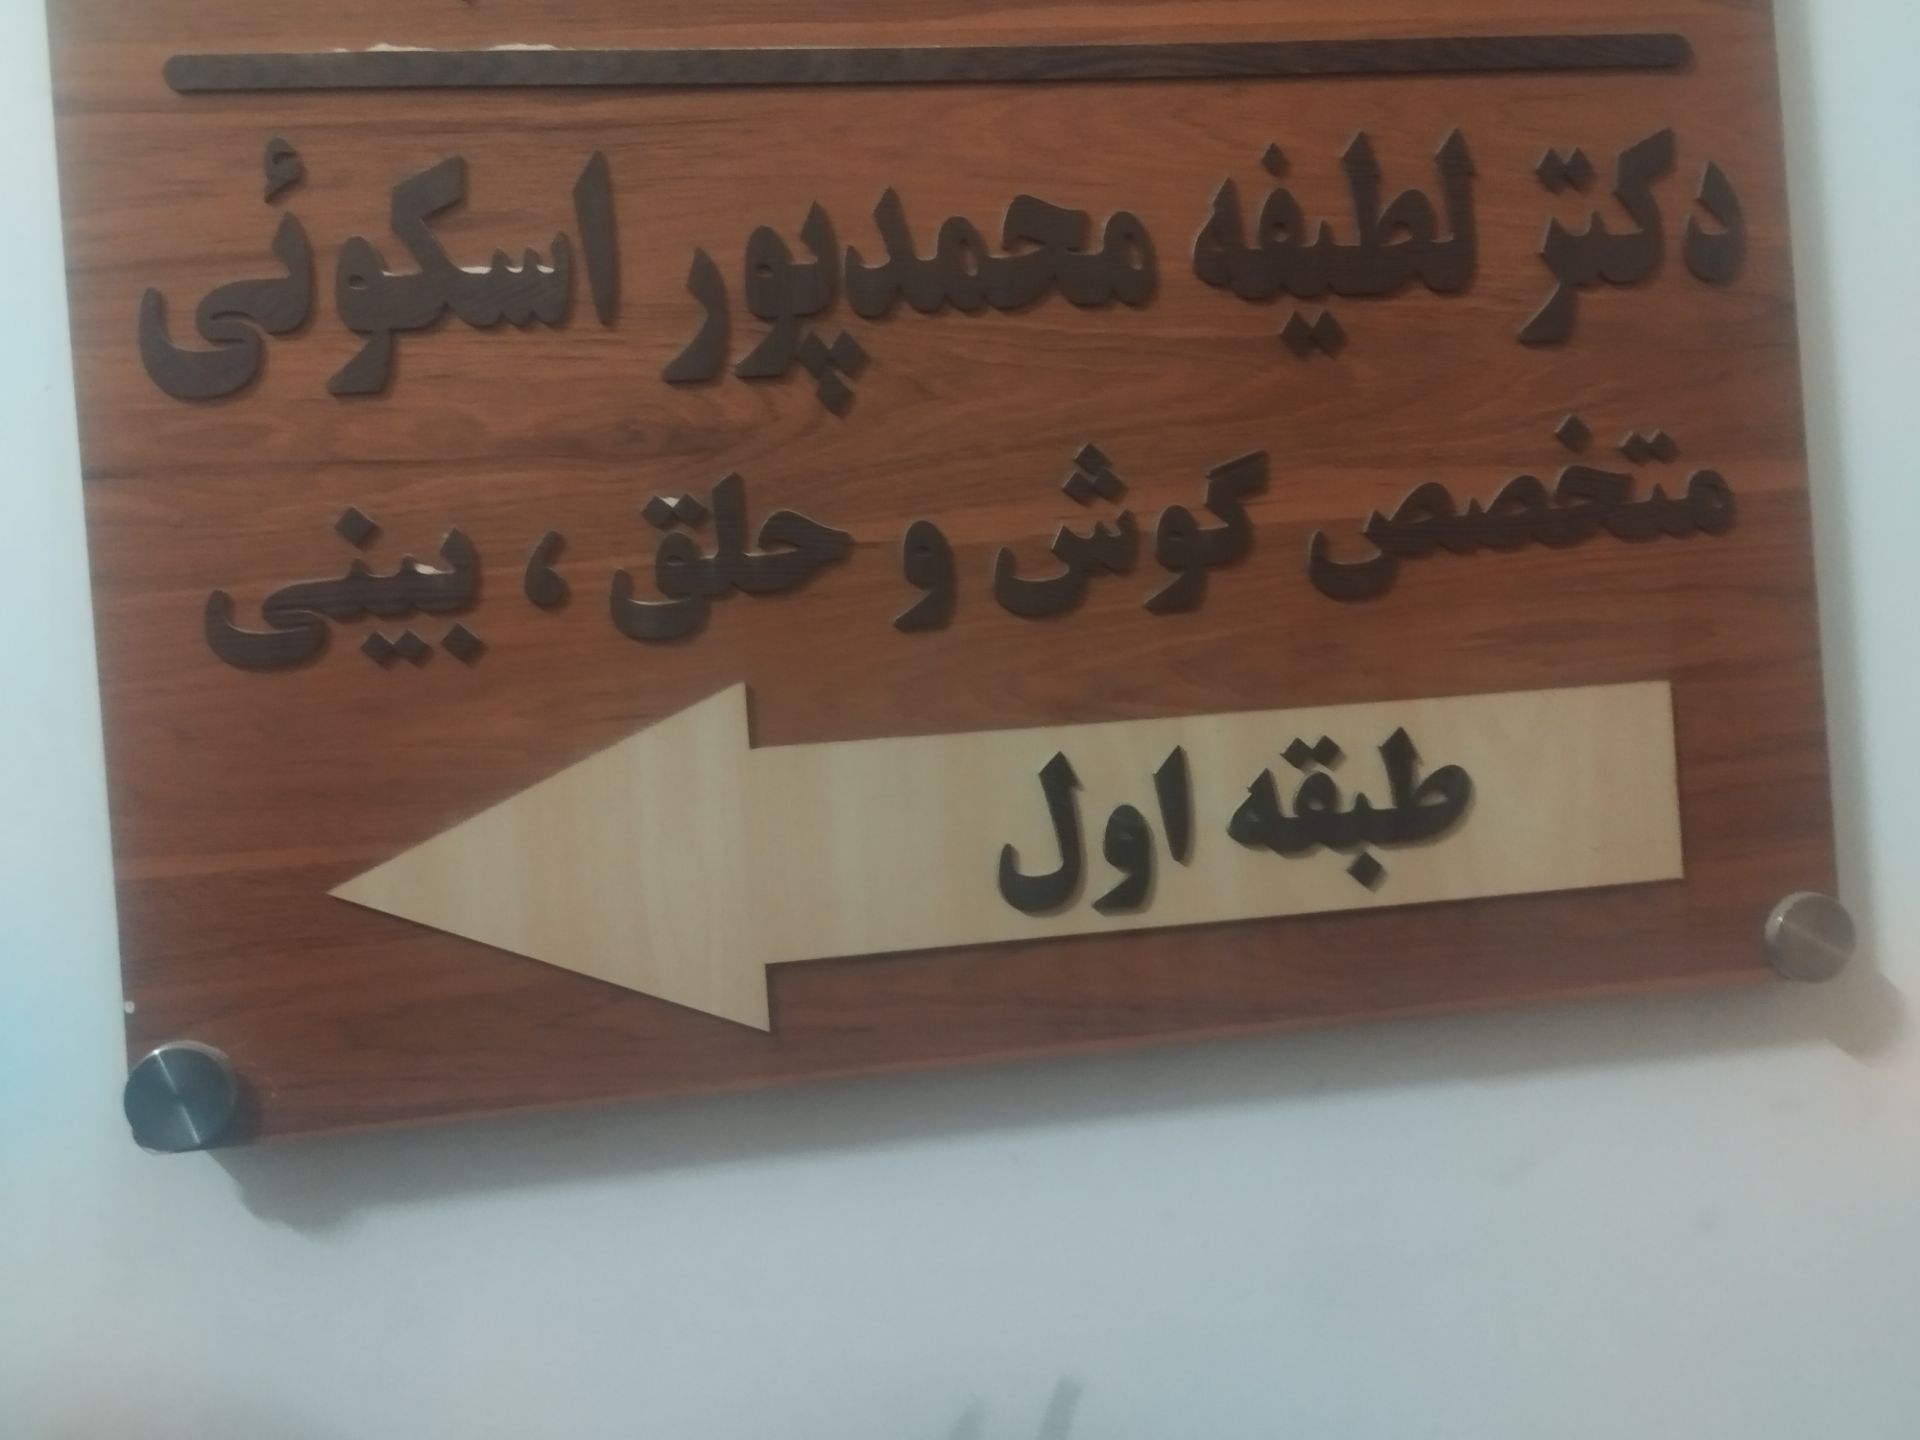 دکتر لطیفه محمدپور اسکوئی
متخصص گوش و حلق ، بینی
طبقه اول